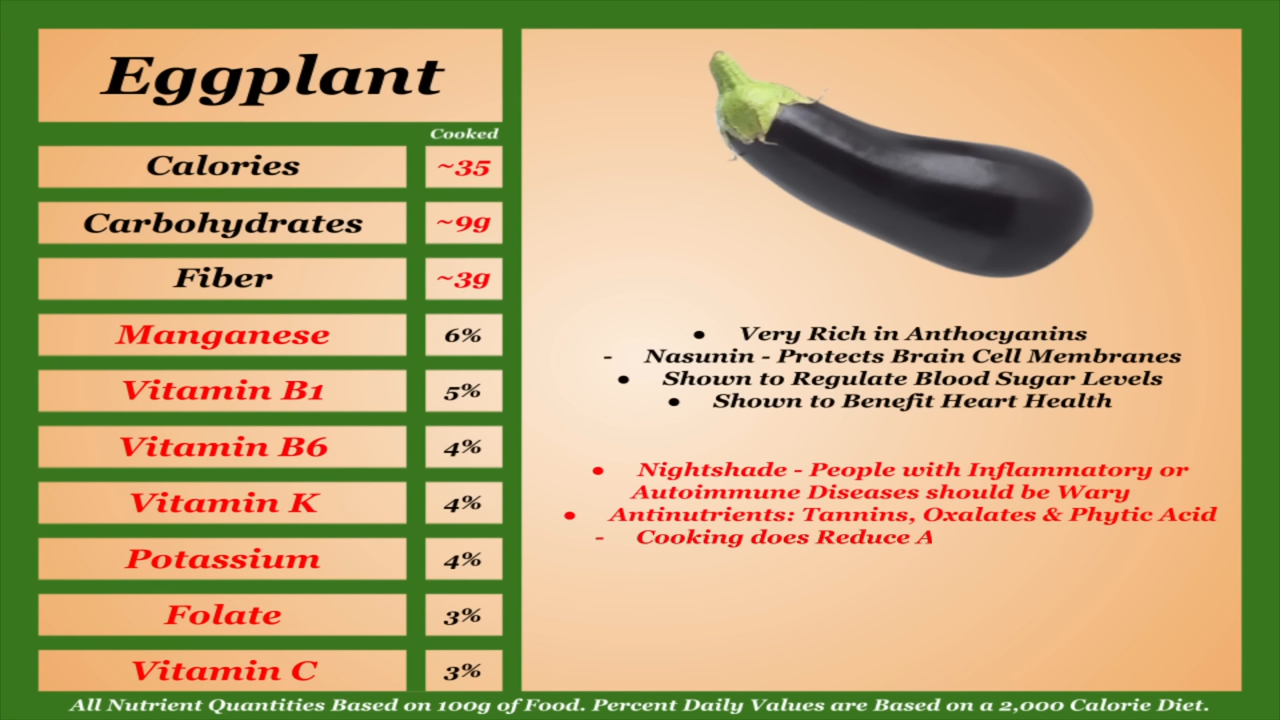 Eggplant
Cooked
Calories ~35
Carbohydrates ~9g
Fiber ~3g
Manganese 6%
Vitamin B1 5%
Vitamin B6 4%
Vitamin K 4%
Potassium 4%
Folate 3%
Vitamin C 3%
● Very Rich in Anthocyanins
- Nasunin - Protects Brain Cell Membranes
● Shown to Regulate Blood Sugar Levels
● Shown to Benefit Heart Health
● Nightshade - People with Inflammatory or
Autoimmune Diseases should be Wary
● Antinutrients: Tannins, Oxalates & Phytic Acid
- Cooking does Reduce A
All Nutrient Quantities Based on 100g of Food. Percent Daily Values are Based on a 2,000 Calorie Diet.